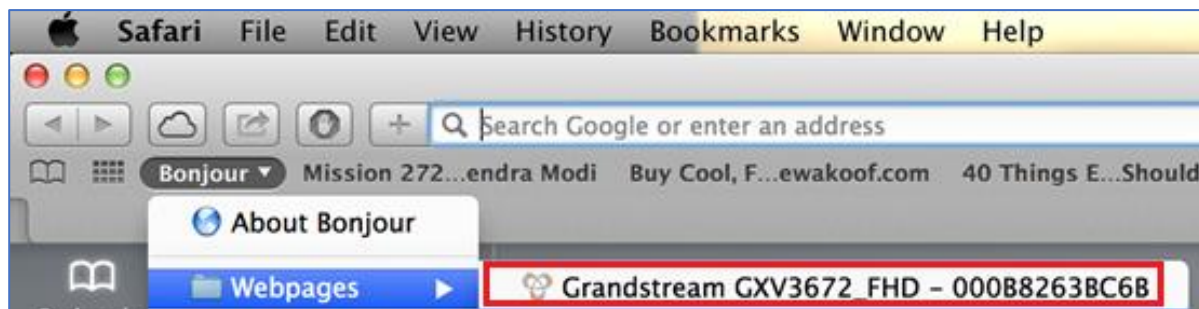 Safari File Edit View History Bookmarks Window Help
Search Google or enter an address
Bonjour Mission 272...endra Modi Buy Cool, F...ewakoof.com 40 Things E...Should
About Bonjour
Webpages Grandstream GXV3672_FHD - 000B8263BC6B